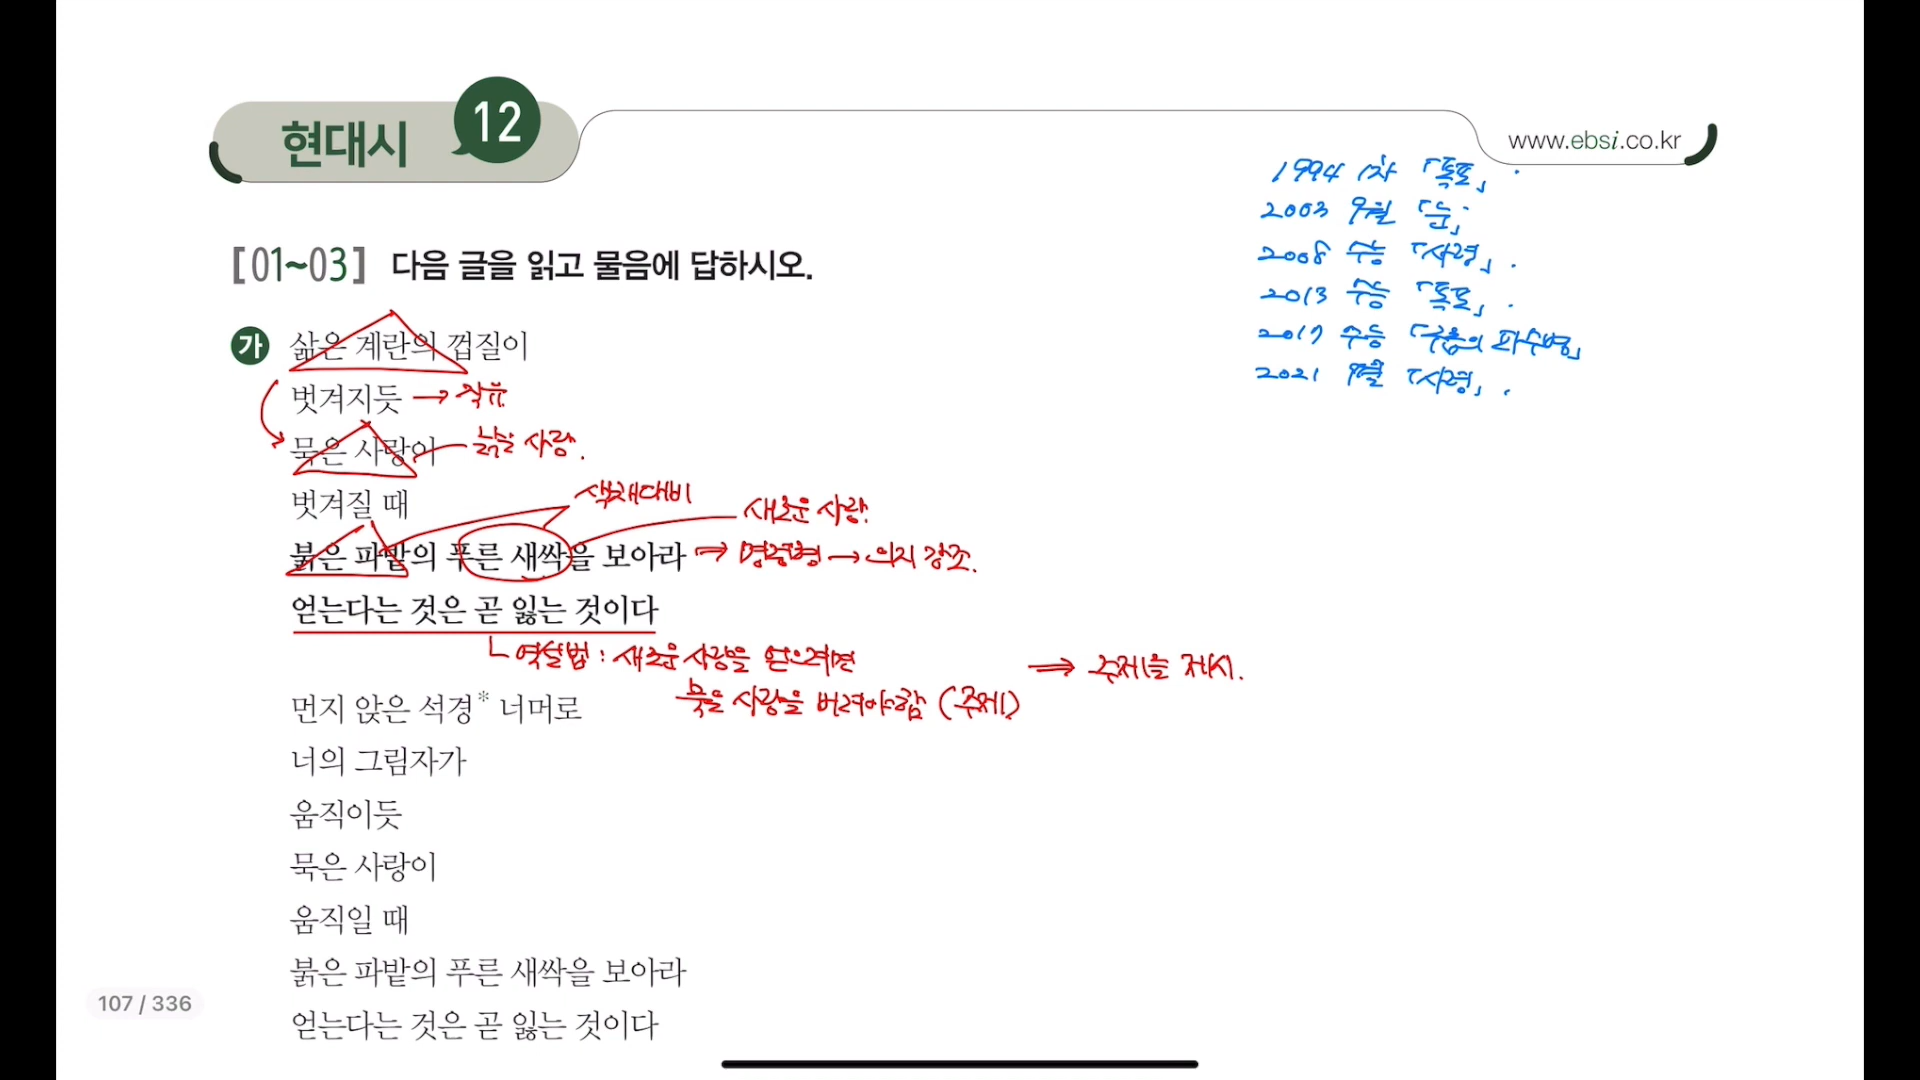 현대시 12
www.ebsi.co.kr
1994 1차 「폭포」.
2003 9월 「눈」
2008 수능 「사령」.
2013 수능 「폭포」.
2017 수능 「구름의 파수병」
2021 9월 「사령」.
[01~03] 다음 글을 읽고 물음에 답하시오.
가 삶은 계란의 껍질이
벗겨지듯 → 직유
묵은 사랑이 낡은 사랑.
벗겨질 때
색채대비
새로운 사랑.
붉은 파밭의 푸른 새싹을 보아라 ⇒ 명령형 → 의지 강조.
얻는다는 것은 곧 잃는 것이다
역설법 : 새로운 사랑을 얻으려면
묵은 사랑을 버려야 함 (주제)
⇒ 주제를 제시.
먼지 앉은 석경* 너머로
너의 그림자가
움직이듯
묵은 사랑이
움직일 때
붉은 파밭의 푸른 새싹을 보아라
얻는다는 것은 곧 잃는 것이다
107 / 336